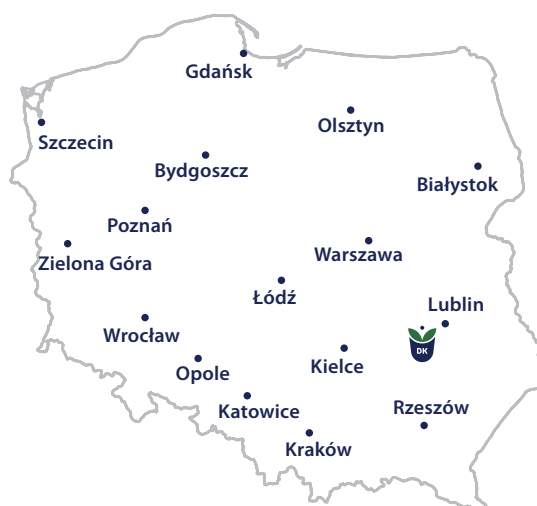 Gdańsk
Olsztyn
Szczecin
Bydgoszcz
Białystok
Poznań
Warszawa
Zielona Góra
Łódź
Lublin
Wrocław
DK
Kielce
Opole
Katowice
Rzeszów
Kraków